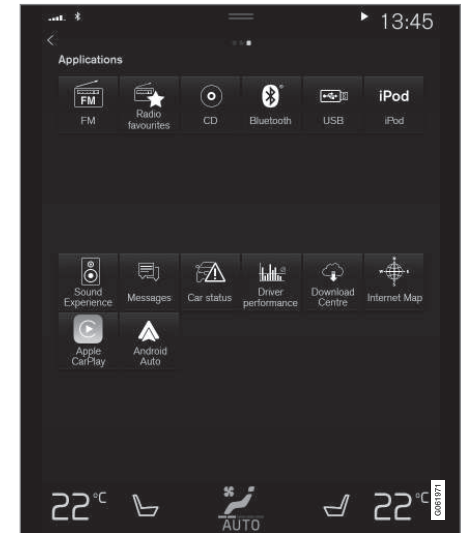 13:45
Applications
FM
FM
Radio
favourites
CD
Bluetooth
USB
iPod
iPod
Sound
Experience
Messages
Car status
Driver
performance
Download
Centre
Internet Map
Apple
CarPlay
Android
Auto
22°C
AUTO
22°C
G061971